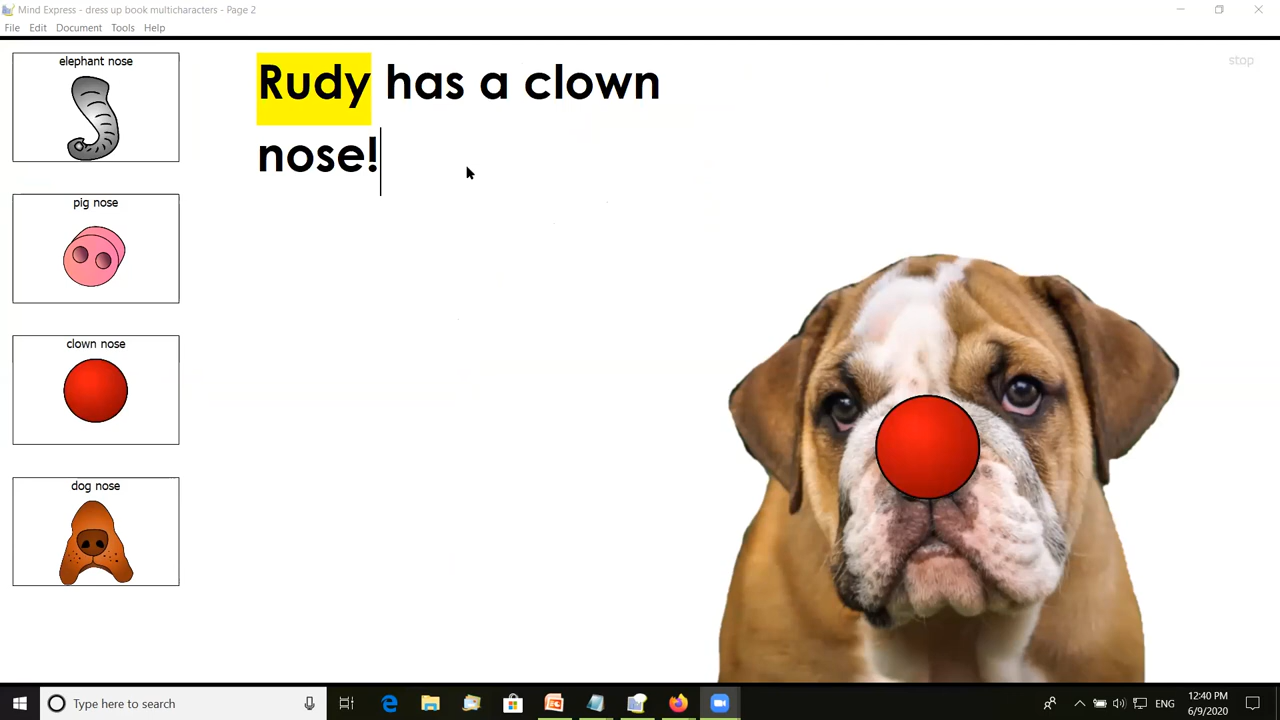 Mind Express - dress up book multicharacters - Page 2
File Edit Document Tools Help
elephant nose
pig nose
clown nose
dog nose
Rudy has a clown
nose!
stop
Type here to search
ENG
12:40 PM
6/9/2020